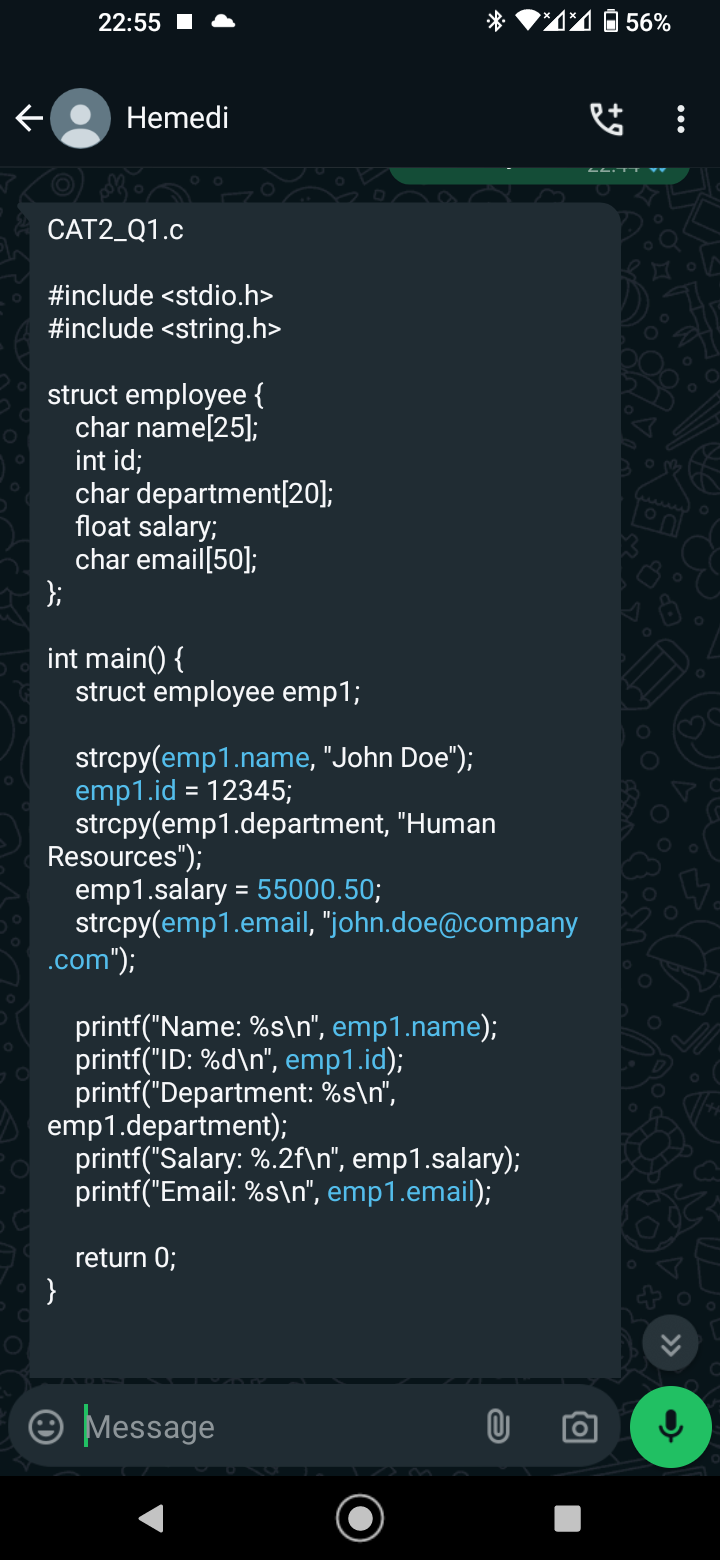 22:55 56%
Hemedi
CAT2_Q1.c
#include <stdio.h>
#include <string.h>
struct employee {
char name[25];
int id;
char department[20];
float salary;
char email[50];
};
int main() {
struct employee emp1;
strcpy(emp1.name, "John Doe");
emp1.id = 12345;
strcpy(emp1.department, "Human
Resources");
emp1.salary = 55000.50;
strcpy(emp1.email, "john.doe@company
.com");
printf("Name: %s\n", emp1.name);
printf("ID: %d\n", emp1.id);
printf("Department: %s\n",
emp1.department);
printf("Salary: %.2f\n", emp1.salary);
printf("Email: %s\n", emp1.email);
return 0;
}
Message